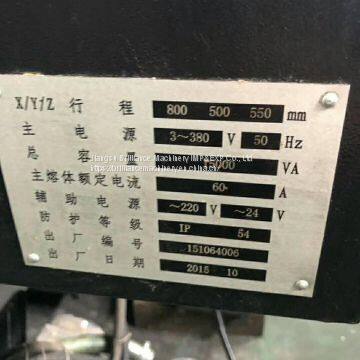 X/Y/Z 行程 800 500 550 mm
主电源 3~380 V 50 Hz
总容量 VA
主熔体额定电流 60 A
辅助电源 ~220 V ~24 V
防护等级 IP 54
出厂编号 151064006
出厂日期 2015 10